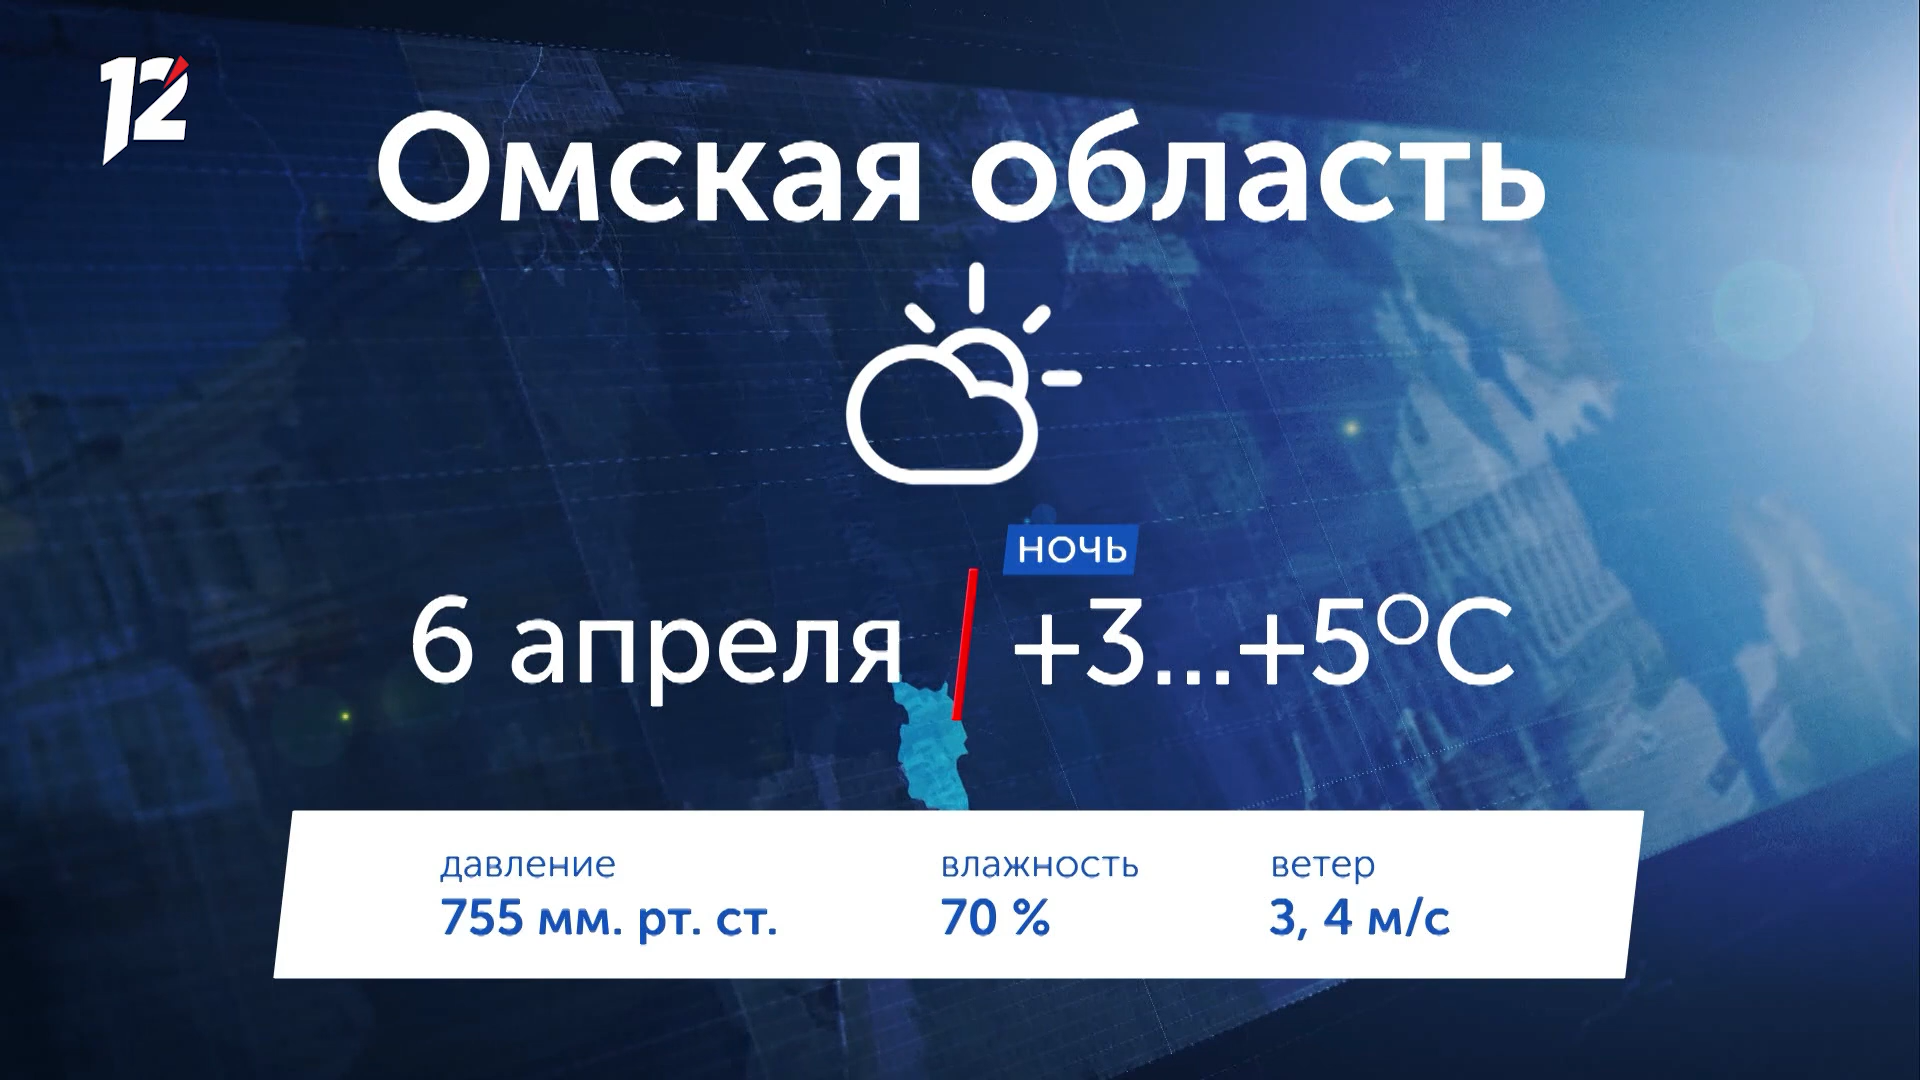 12
Омская область
ночь
6 апреля
+3...+5°C
давление
755 мм. рт. ст.
влажность
70 %
ветер
3, 4 м/с